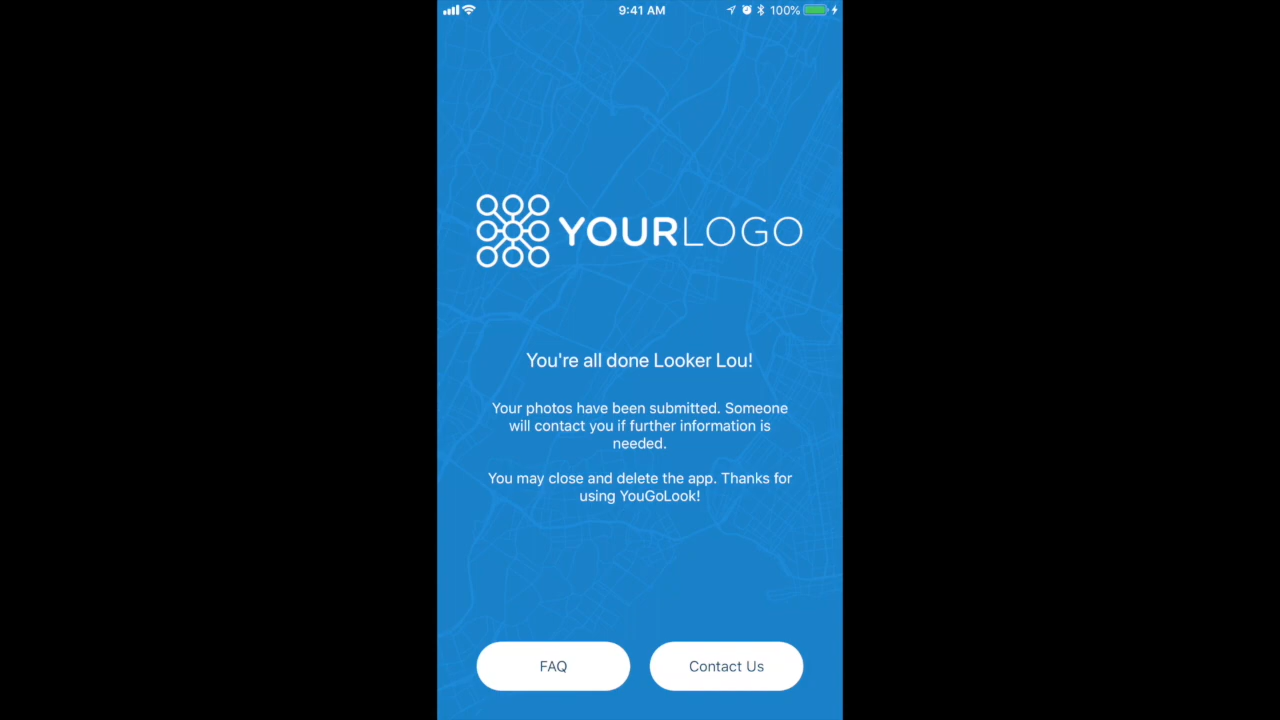 9:41 AM
100%
YOURLOGO
You're all done Looker Lou!
Your photos have been submitted. Someone
will contact you if further information is
needed.
You may close and delete the app. Thanks for
using YouGoLook!
FAQ
Contact Us